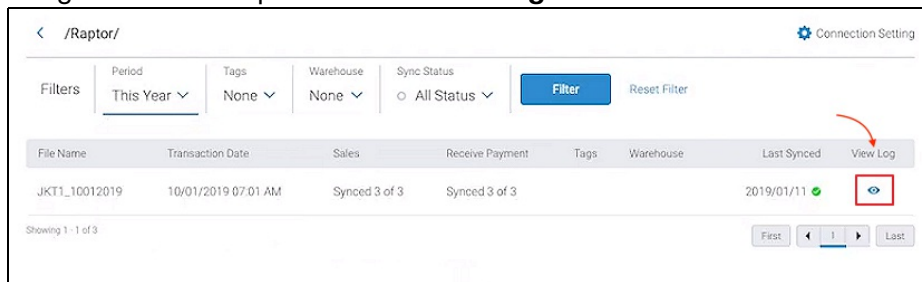 /Raptor/
Connection Setting
Filters
Period
This Year
Tags
None
Warehouse
None
Sync Status
All Status
Filter
Reset Filter
File Name Transaction Date Sales Receive Payment Tags Warehouse Last Synced View Log
JKT1_10012019 10/01/2019 07.01 AM Synced 3 of 3 Synced 3 of 3 2019/01/11
Showing 1 - 1 of 3
First 1 Last